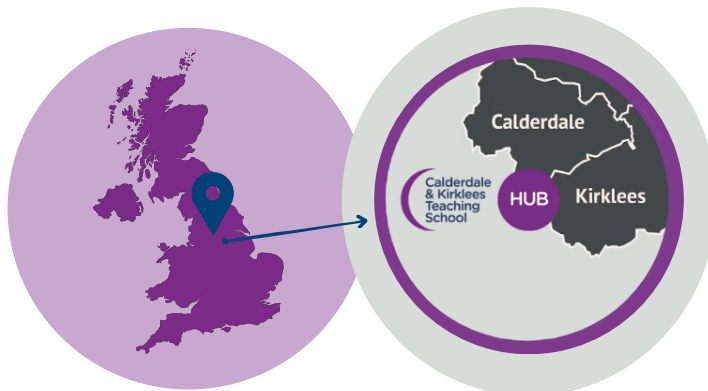 Calderdale
Calderdale
& Kirklees
Teaching
School
HUB
Kirklees